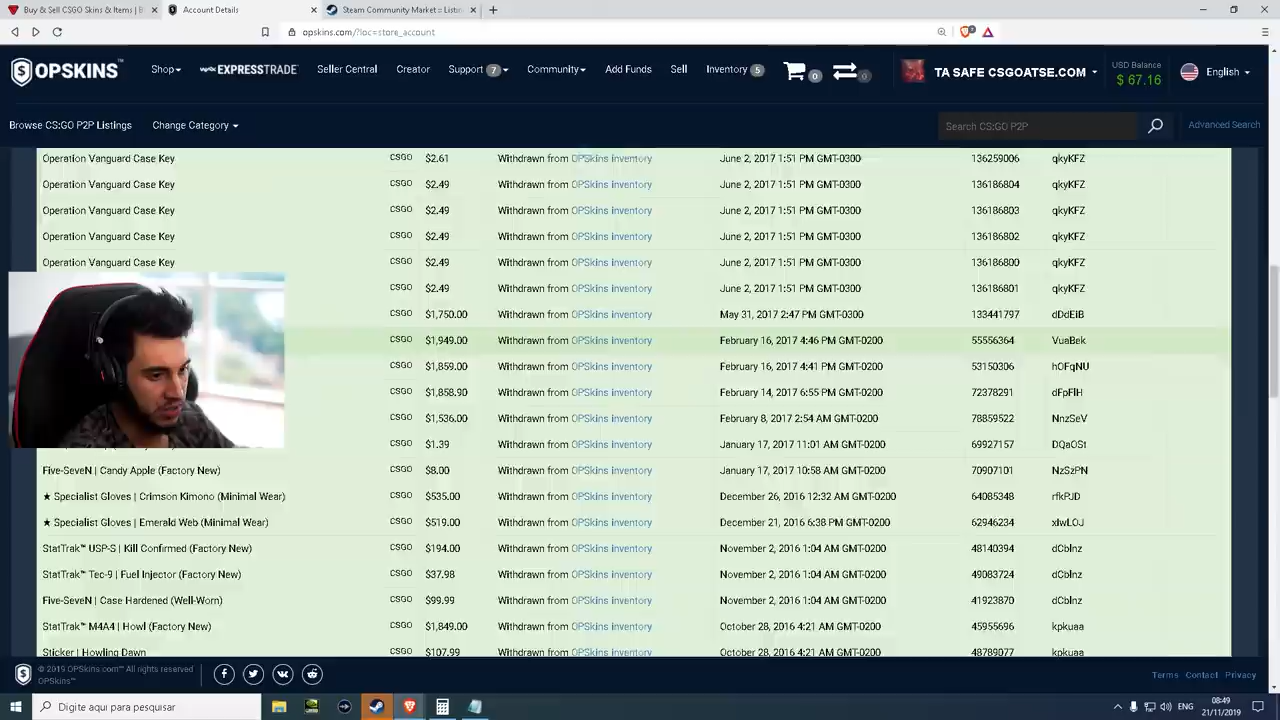 Buy & Sell CSGO Skins & Items | B
Account Details
Steam Community Market :: Listin
opskins.com/?loc=store_account
OPSKINS
Shop
EXPRESSTRADE
Seller Central
Creator
Support 7
Community
Add Funds
Sell
Inventory 5
0
0
TA SAFE CSGOATSE.COM
USD Balance
$ 67.16
English
Browse CS:GO P2P Listings
Change Category
Search CS:GO P2P
Advanced Search
Operation Vanguard Case Key CSGO $2.61 Withdrawn from OPSkins inventory June 2, 2017 1:51 PM GMT-0300 136259006 qkyKFZ
Operation Vanguard Case Key CSGO $2.49 Withdrawn from OPSkins inventory June 2, 2017 1:51 PM GMT-0300 136186804 qkyKFZ
Operation Vanguard Case Key CSGO $2.49 Withdrawn from OPSkins inventory June 2, 2017 1:51 PM GMT-0300 136186803 qkyKFZ
Operation Vanguard Case Key CSGO $2.49 Withdrawn from OPSkins inventory June 2, 2017 1:51 PM GMT-0300 136186802 qkyKFZ
Operation Vanguard Case Key CSGO $2.49 Withdrawn from OPSkins inventory June 2, 2017 1:51 PM GMT-0300 136186800 qkyKFZ
CSGO $2.49 Withdrawn from OPSkins inventory June 2, 2017 1:51 PM GMT-0300 136186801 qkyKFZ
CSGO $1,750.00 Withdrawn from OPSkins inventory May 31, 2017 2:47 PM GMT-0300 133441797 dDdEiB
CSGO $1,949.00 Withdrawn from OPSkins inventory February 16, 2017 4:46 PM GMT-0200 55556364 VuaBek
CSGO $1,859.00 Withdrawn from OPSkins inventory February 16, 2017 4:41 PM GMT-0200 53150306 hOFqNU
CSGO $1,858.90 Withdrawn from OPSkins inventory February 14, 2017 6:55 PM GMT-0200 72378291 dFpFlH
CSGO $1,536.00 Withdrawn from OPSkins inventory February 8, 2017 2:54 AM GMT-0200 78859522 NnzSeV
CSGO $1.39 Withdrawn from OPSkins inventory January 17, 2017 11:01 AM GMT-0200 69927157 DQaOSt
Five-SeveN | Candy Apple (Factory New) CSGO $8.00 Withdrawn from OPSkins inventory January 17, 2017 10:58 AM GMT-0200 70907101 NzSzPN
★ Specialist Gloves | Crimson Kimono (Minimal Wear) CSGO $535.00 Withdrawn from OPSkins inventory December 26, 2016 12:32 AM GMT-0200 64085348 rfkPJD
★ Specialist Gloves | Emerald Web (Minimal Wear) CSGO $519.00 Withdrawn from OPSkins inventory December 21, 2016 6:38 PM GMT-0200 62946234 xlwLOJ
StatTrak™ USP-S | Kill Confirmed (Factory New) CSGO $194.00 Withdrawn from OPSkins inventory November 2, 2016 1:04 AM GMT-0200 48140394 dCblnz
StatTrak™ Tec-9 | Fuel Injector (Factory New) CSGO $37.98 Withdrawn from OPSkins inventory November 2, 2016 1:04 AM GMT-0200 49083724 dCblnz
Five-SeveN | Case Hardened (Well-Worn) CSGO $99.99 Withdrawn from OPSkins inventory November 2, 2016 1:04 AM GMT-0200 41923870 dCblnz
StatTrak™ M4A4 | Howl (Factory New) CSGO $1,849.00 Withdrawn from OPSkins inventory October 28, 2016 4:21 AM GMT-0200 45955696 kpkuaa
Sticker | Howling Dawn CSGO $107.99 Withdrawn from OPSkins inventory October 28, 2016 4:21 AM GMT-0200 48789077 kpkuaa
© 2019 OPSkins.com™ All rights reserved
OPSkins™
Terms Contact Privacy
Digite aqui para pesquisar
ENG
08:49
21/11/2019